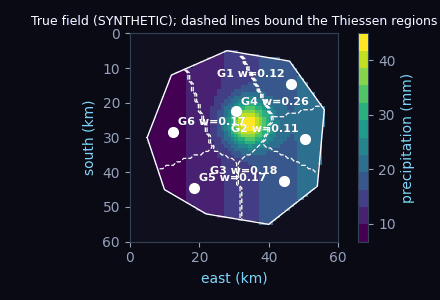 True field (SYNTHETIC); dashed lines bound the Thiessen regions
0
10
20
30
40
50
60
south (km)
G1 w=0.12
G4 w=0.26
G6 w=0.17
G2 w=0.11
G3 w=0.18
G5 w=0.17
0
20
40
60
east (km)
40
30
20
10
precipitation (mm)